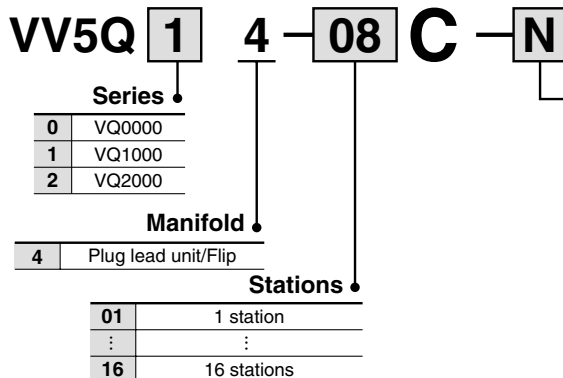 VV5Q 1 4 – 08 C – N
Series
0 VQ0000
1 VQ1000
2 VQ2000
Manifold
4 Plug lead unit/Flip
Stations
01 1 station
⋮ ⋮
16 16 stations